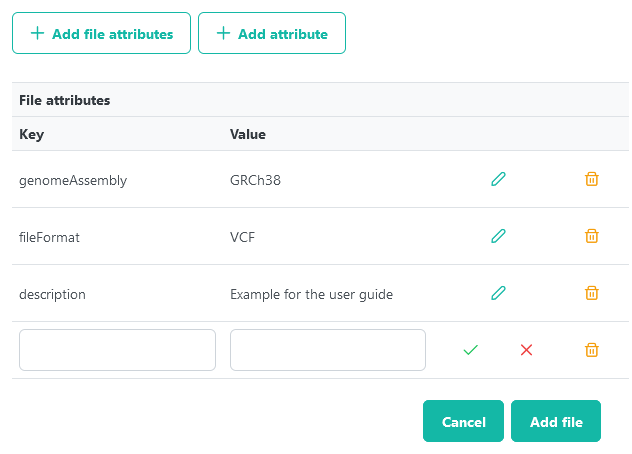 Add file attributes Add attribute
File attributes
Key Value
genomeAssembly GRCh38
fileFormat VCF
description Example for the user guide
Cancel Add file